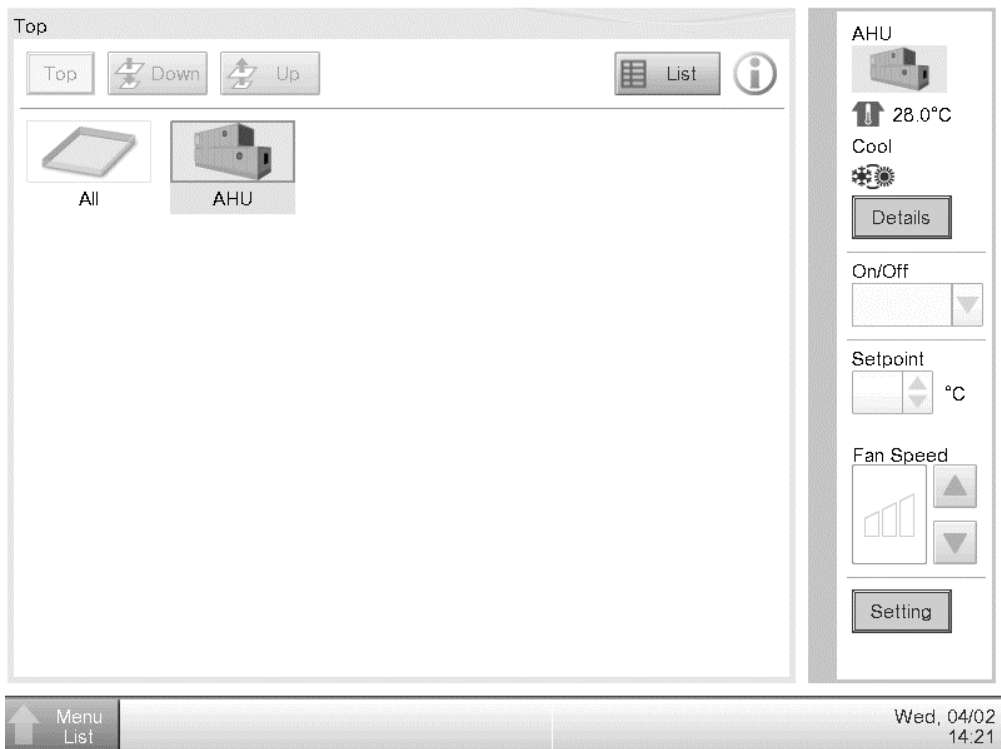 Top
Top
Down
Up
List
All
AHU
AHU
28.0°C
Cool
Details
On/Off
Setpoint
°C
Fan Speed
Setting
Menu
List
Wed, 04/02
14:21